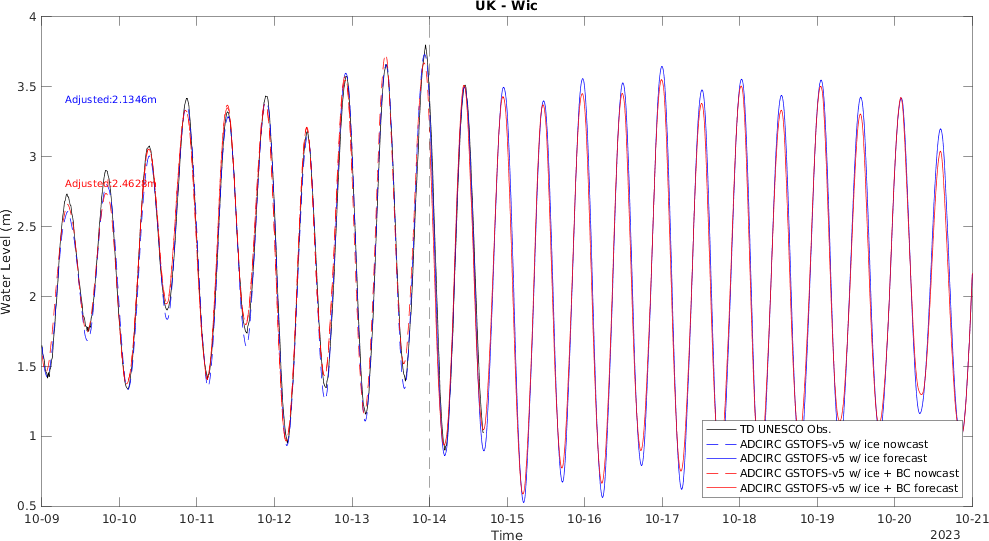 UK - Wic
4
3.5
3
2.5
2
1.5
1
0.5
Water Level (m)
Adjusted:2.1346m
Adjusted:2.4628m
TD UNESCO Obs.
ADCIRC GSTOFS-v5 w/ ice nowcast
ADCIRC GSTOFS-v5 w/ ice forecast
ADCIRC GSTOFS-v5 w/ ice + BC nowcast
ADCIRC GSTOFS-v5 w/ ice + BC forecast
10-09 10-10 10-11 10-12 10-13 10-14 10-15 10-16 10-17 10-18 10-19 10-20 10-21
Time
2023